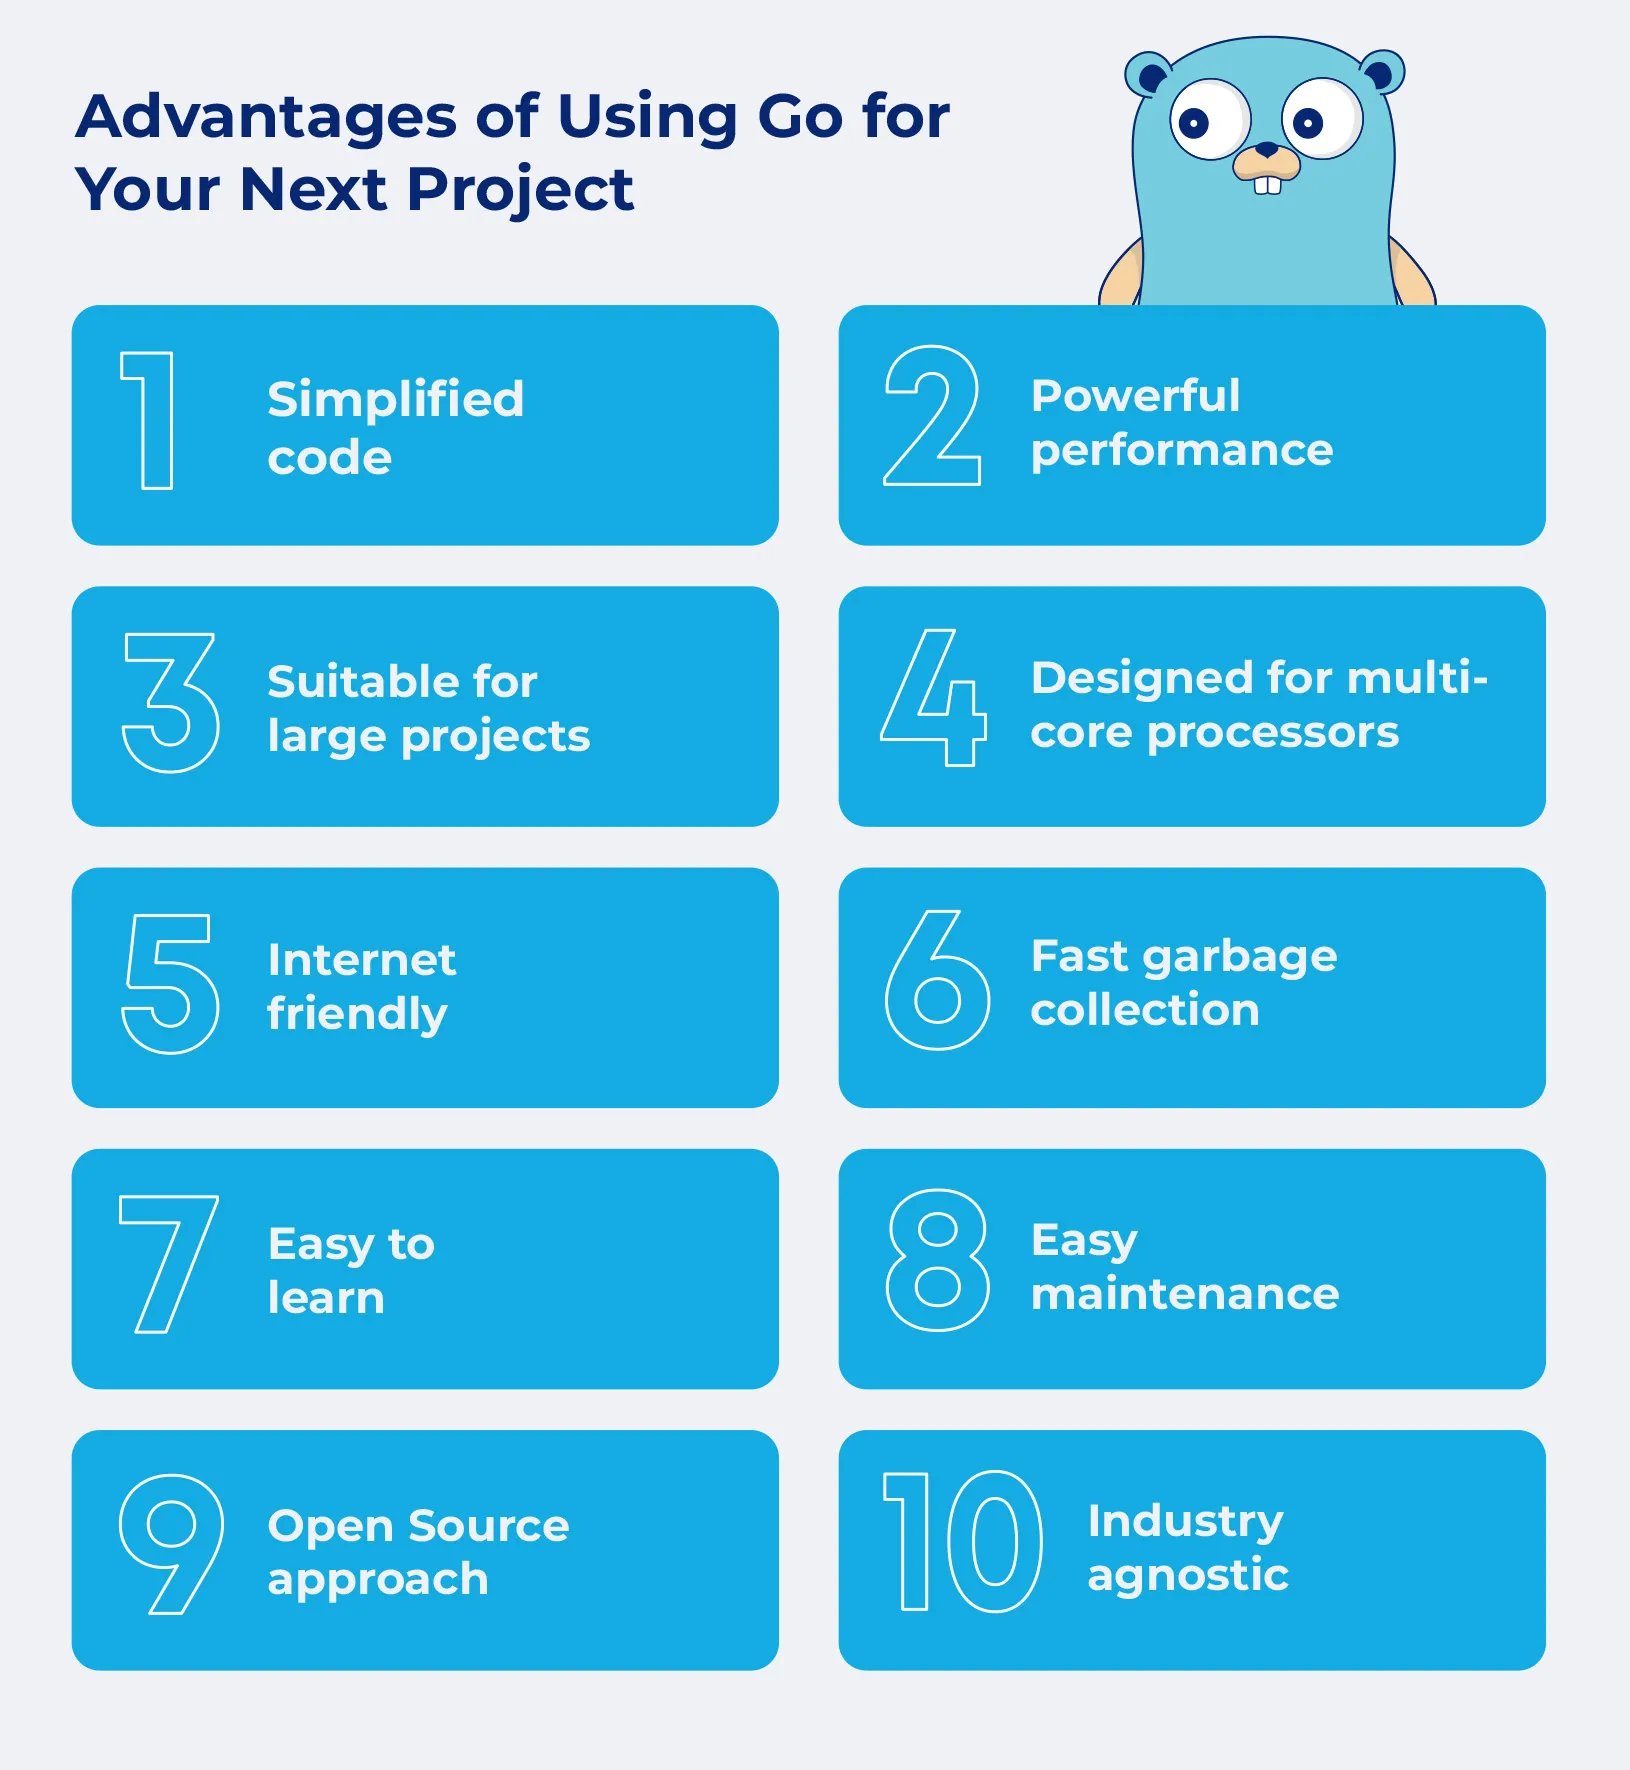 Advantages of Using Go for
Your Next Project
1
Simplified
code
2
Powerful
performance
3
Suitable for
large projects
4
Designed for multi-
core processors
5
Internet
friendly
6
Fast garbage
collection
7
Easy to
learn
8
Easy
maintenance
9
Open Source
approach
10
Industry
agnostic